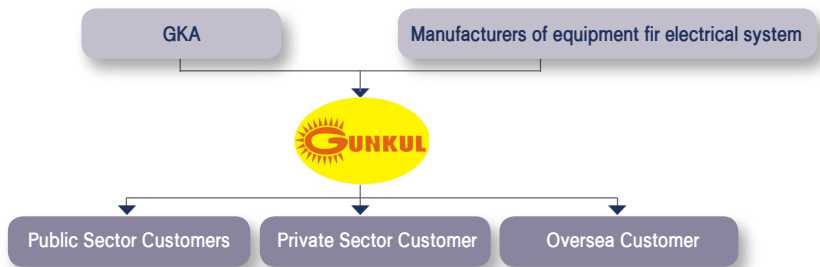 GKA
Manufacturers of equipment fir electrical system
GUNKUL
Public Sector Customers
Private Sector Customer
Oversea Customer